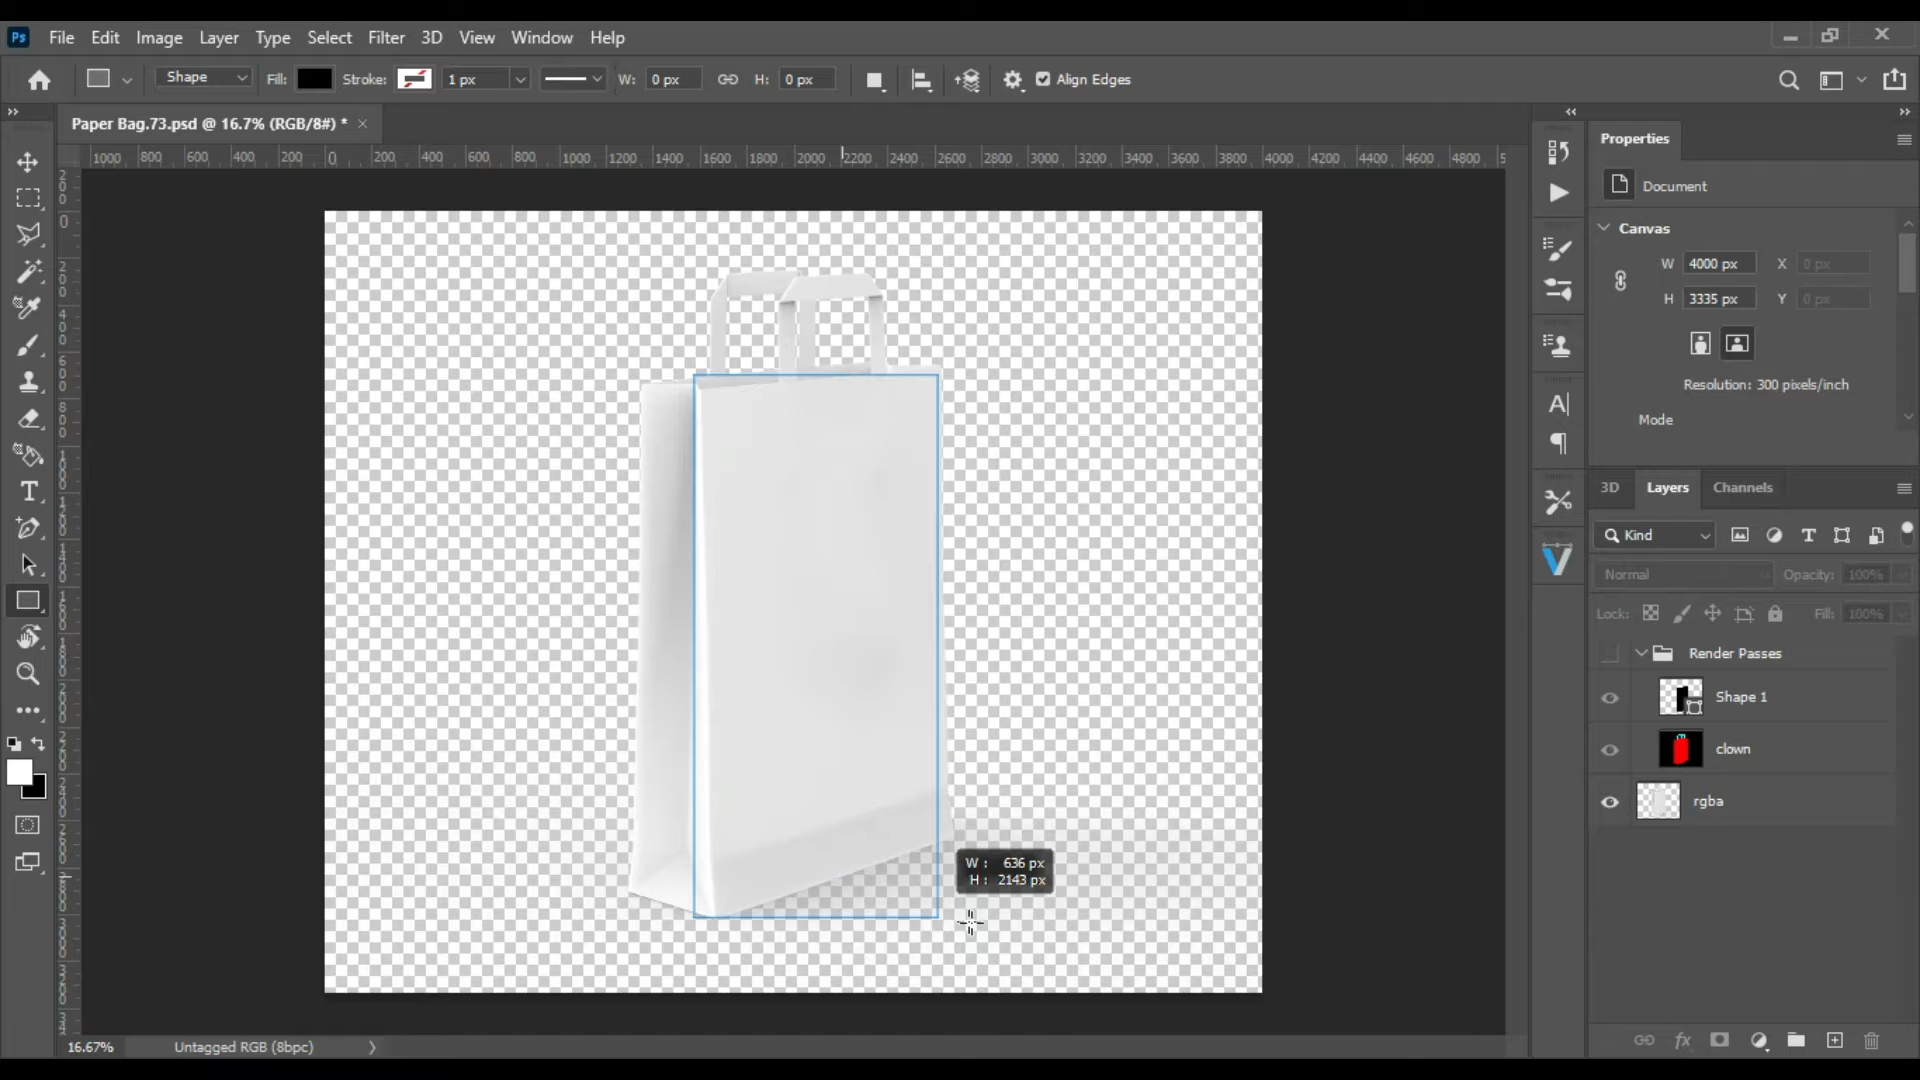 Ps File Edit Image Layer Type Select Filter 3D View Window Help
Shape Fill: Stroke: 1 px W: 0 px H: 0 px Align Edges
Paper Bag.73.psd @ 16.7% (RGB/8#) *
1000 800 600 400 200 0 200 400 600 800 1000 1200 1400 1600 1800 2000 2200 2400 2600 2800 3000 3200 3400 3600 3800 4000 4200 4400 4600 4800
Properties
Document
Canvas
W 4000 px X 0 px
H 3335 px Y 0 px
Resolution: 300 pixels/inch
Mode
3D Layers Channels
Kind
Normal Opacity: 100%
Lock: Fill: 100%
Render Passes
Shape 1
clown
rgba
W : 636 px
H : 2143 px
16.67% Untagged RGB (8bpc)